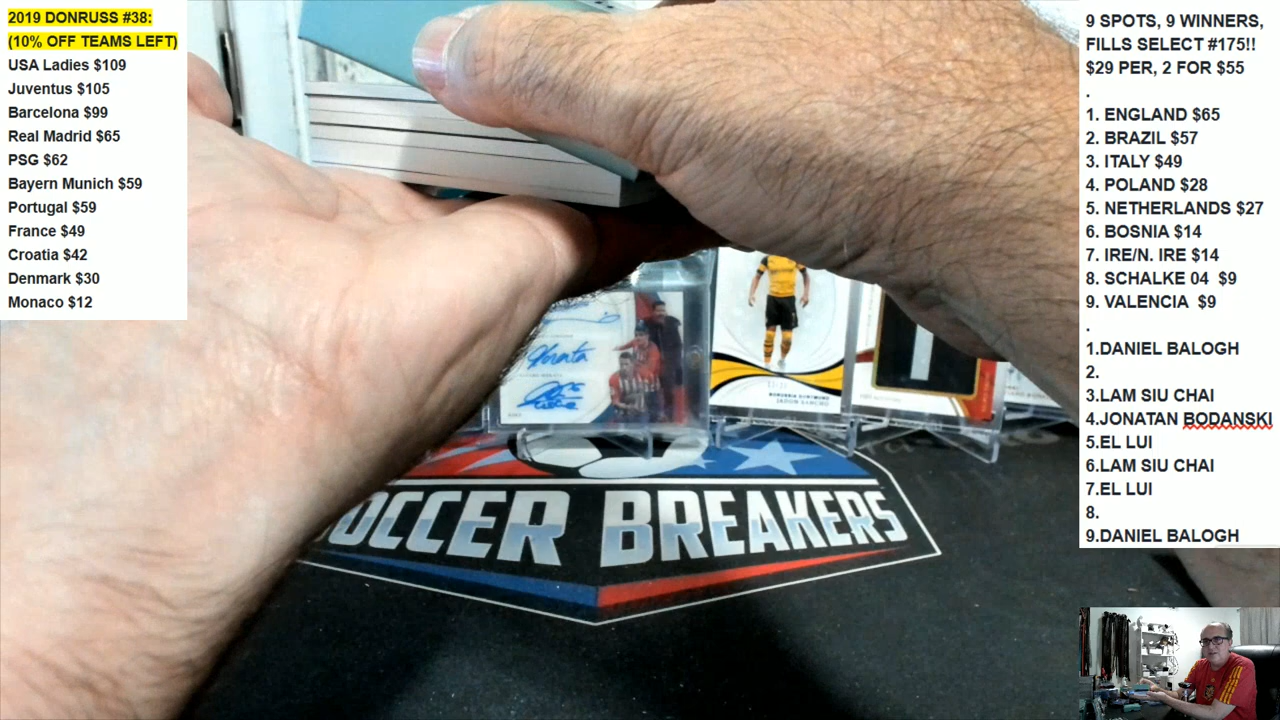 2019 DONRUSS #38:
(10% OFF TEAMS LEFT)
USA Ladies $109
Juventus $105
Barcelona $99
Real Madrid $65
PSG $62
Bayern Munich $59
Portugal $59
France $49
Croatia $42
Denmark $30
Monaco $12
9 SPOTS, 9 WINNERS,
FILLS SELECT #175!!
$29 PER, 2 FOR $55
.
1. ENGLAND $65
2. BRAZIL $57
3. ITALY $49
4. POLAND $28
5. NETHERLANDS $27
6. BOSNIA $14
7. IRE/N. IRE $14
8. SCHALKE 04  $9
9. VALENCIA  $9
.
1.DANIEL BALOGH
2.
3.LAM SIU CHAI
4.JONATAN BODANSKI
5.EL LUI
6.LAM SIU CHAI
7.EL LUI
8.
9.DANIEL BALOGH
JADON SANCHO
SOCCER BREAKERS